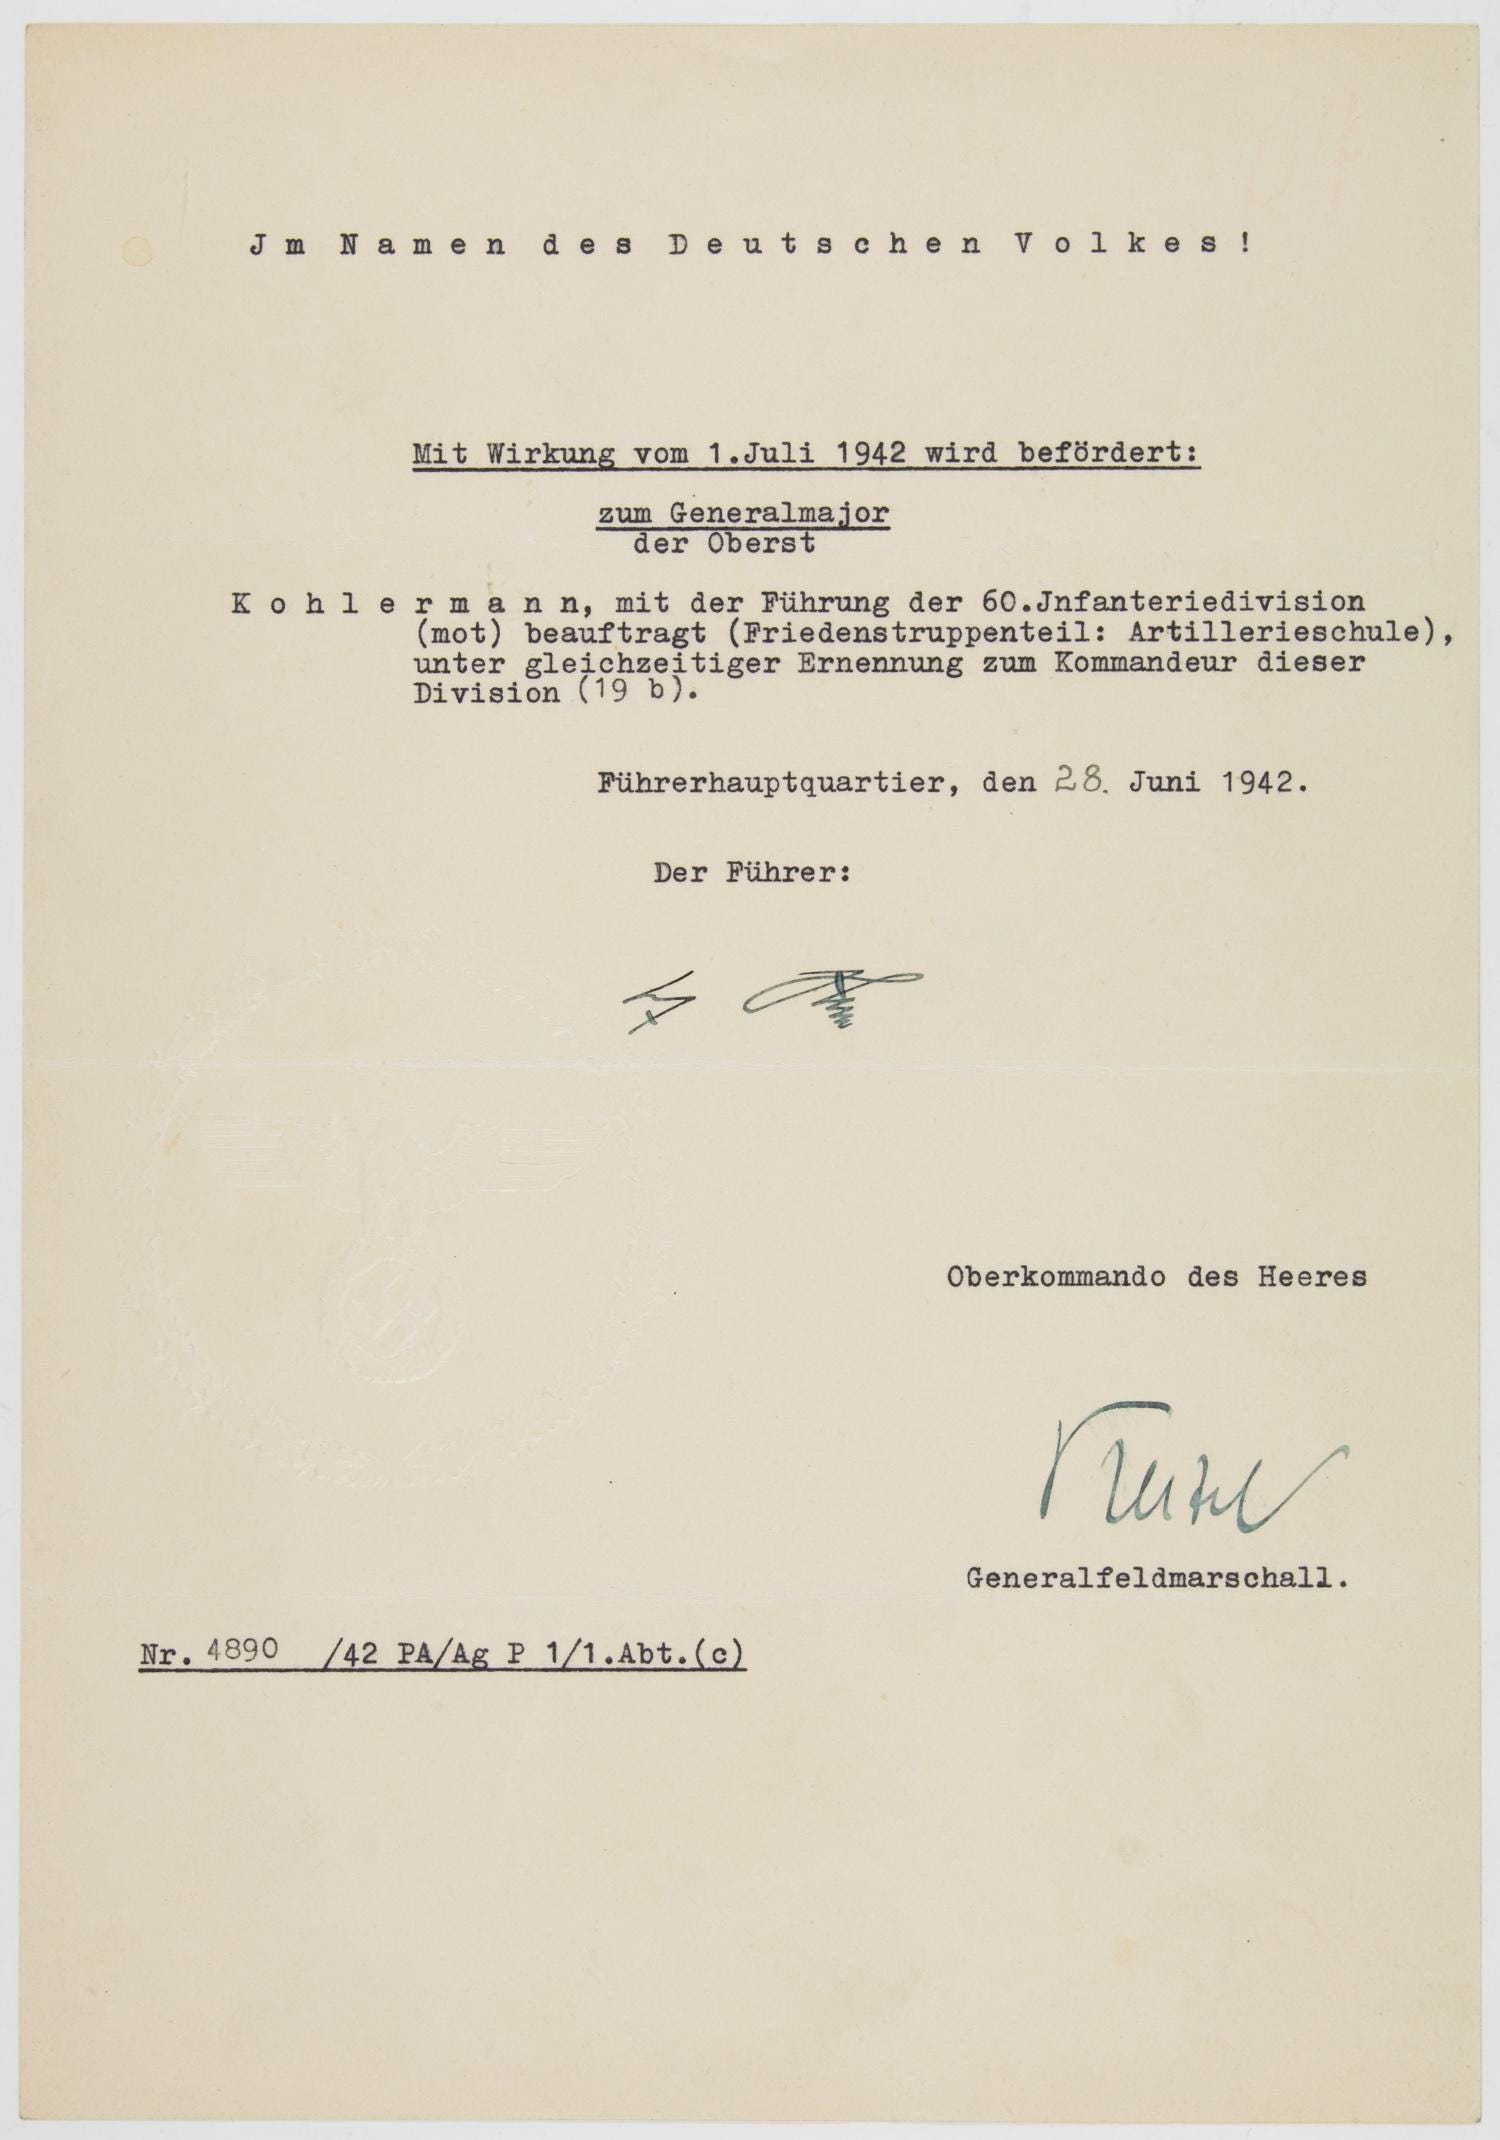 Jm Namen des Deutschen Volkes!
Mit Wirkung vom 1.Juli 1942 wird befördert:
zum Generalmajor
der Oberst
Kohlermann, mit der Führung der 60.Jnfanteriedivision
(mot) beauftragt (Friedenstruppenteil: Artillerieschule),
unter gleichzeitiger Ernennung zum Kommandeur dieser
Division (19 b).
Führerhauptquartier, den 28. Juni 1942.
Der Führer:
Oberkommando des Heeres
Keitel
Generalfeldmarschall.
Nr. 4890 /42 PA/Ag P 1/1.Abt.(c)